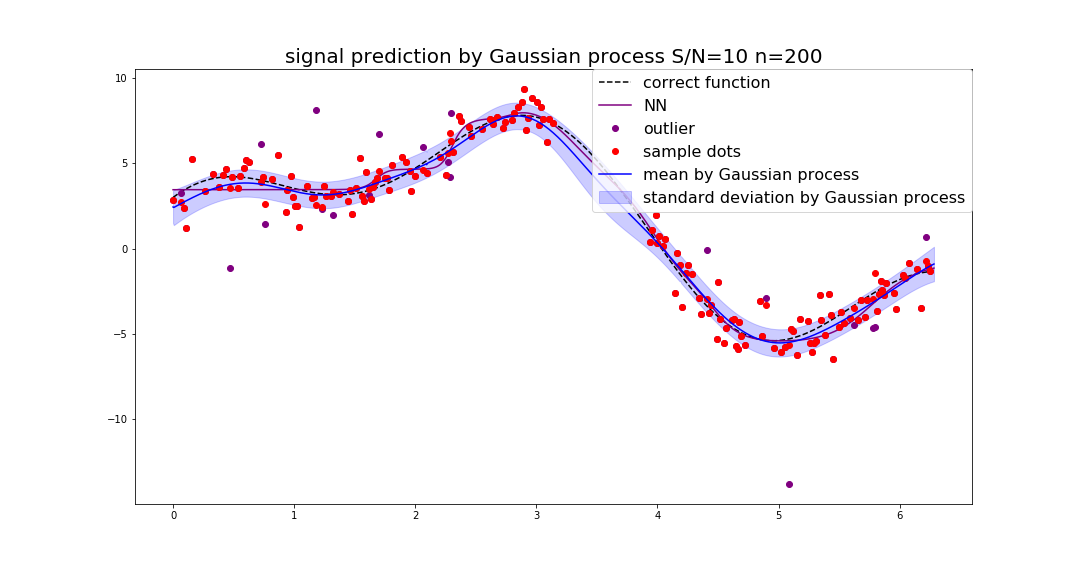 signal prediction by Gaussian process S/N=10 n=200
correct function
NN
outlier
sample dots
mean by Gaussian process
standard deviation by Gaussian process
10
5
0
−5
−10
0 1 2 3 4 5 6